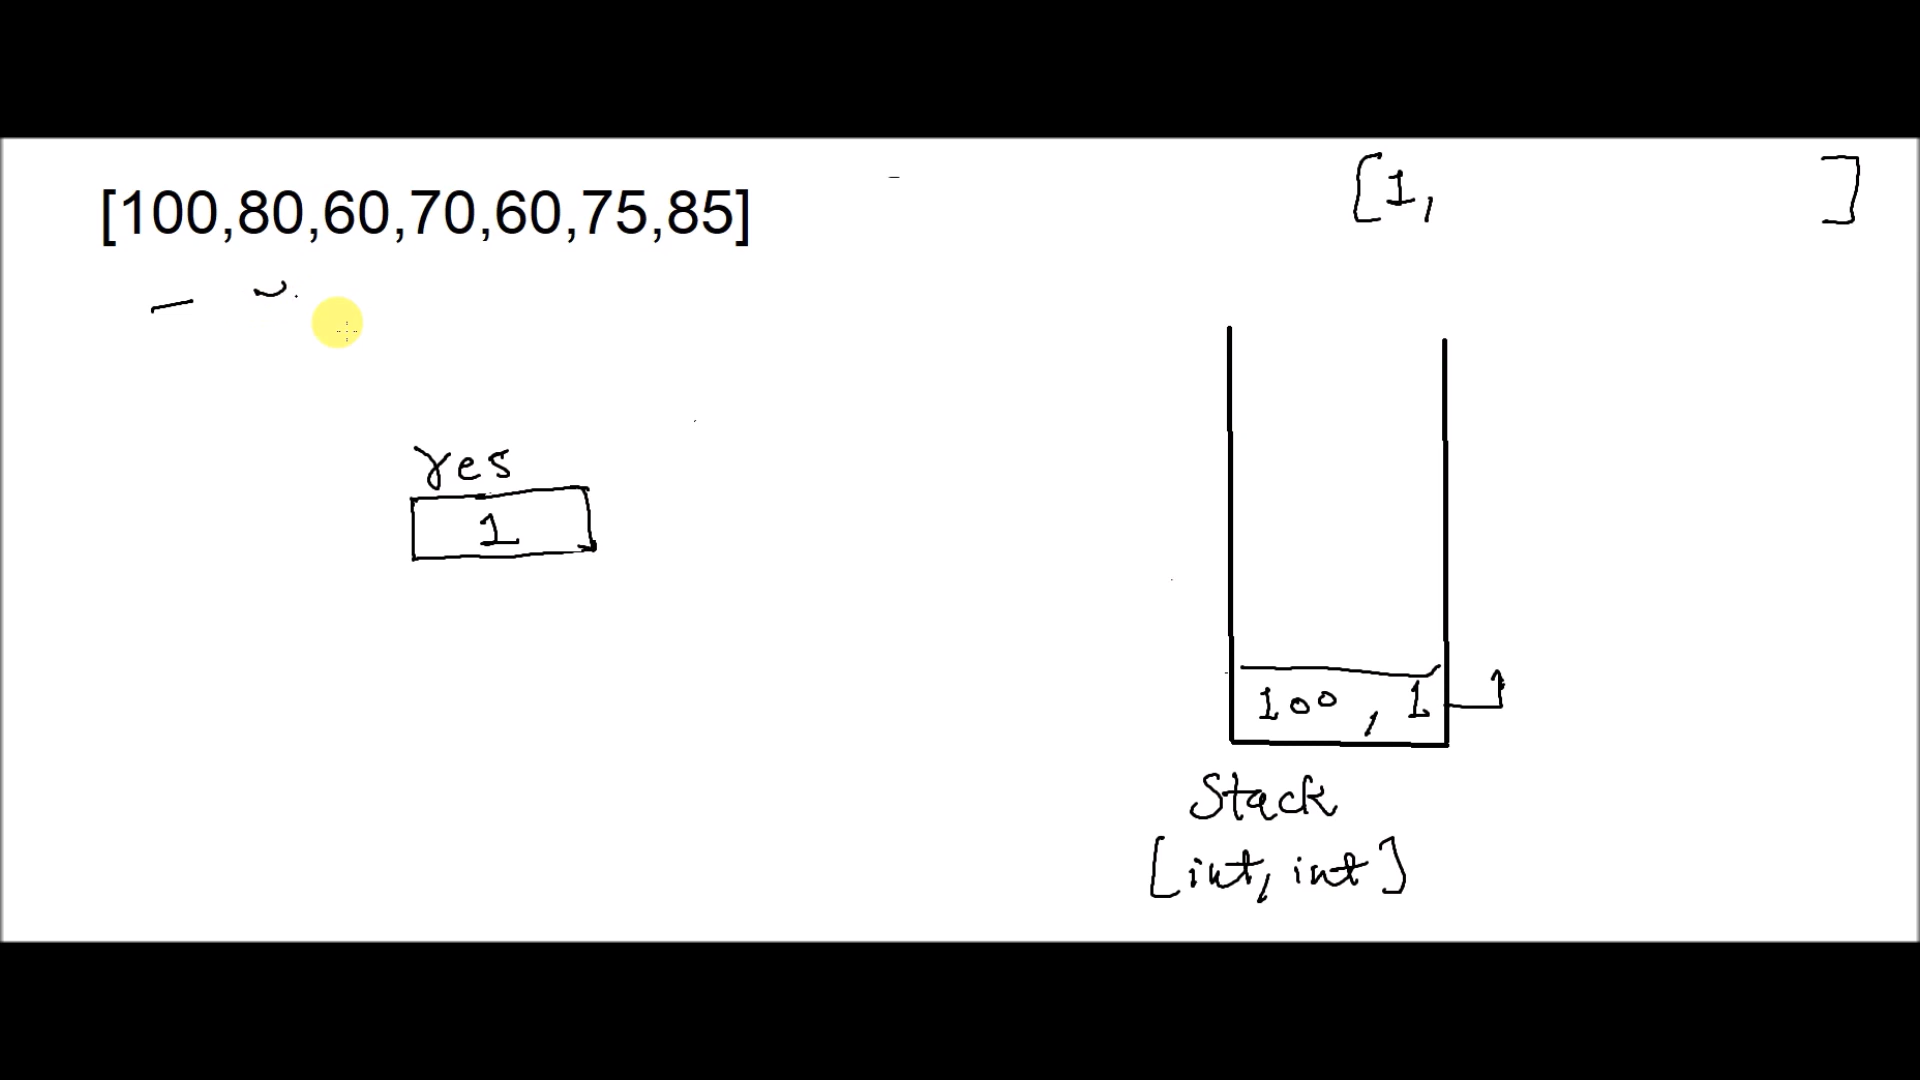 [100,80,60,70,60,75,85]
[1, ]
res
1
100, 1
Stack
[int, int]